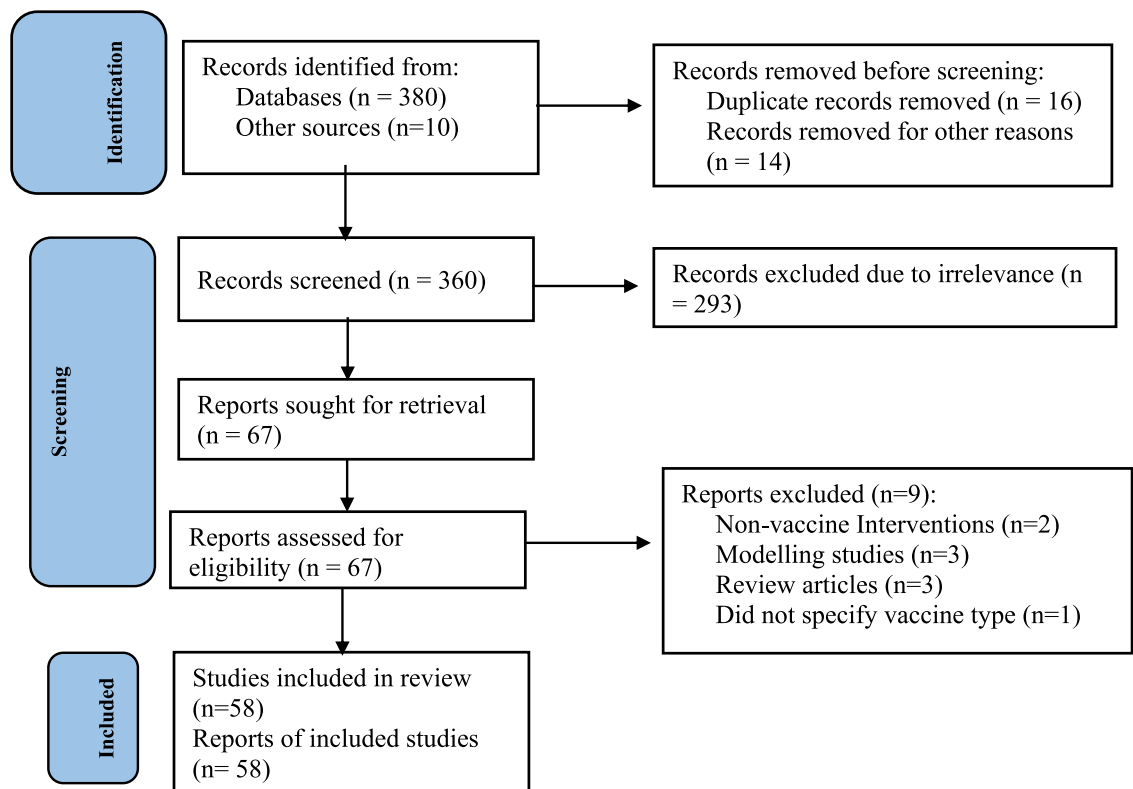 Identification
Records identified from:
Databases (n = 380)
Other sources (n=10)
Records removed before screening:
Duplicate records removed (n = 16)
Records removed for other reasons
(n = 14)
Screening
Records screened (n = 360)
Records excluded due to irrelevance (n
= 293)
Reports sought for retrieval
(n = 67)
Reports assessed for
eligibility (n = 67)
Reports excluded (n=9):
Non-vaccine Interventions (n=2)
Modelling studies (n=3)
Review articles (n=3)
Did not specify vaccine type (n=1)
Included
Studies included in review
(n=58)
Reports of included studies
(n= 58)